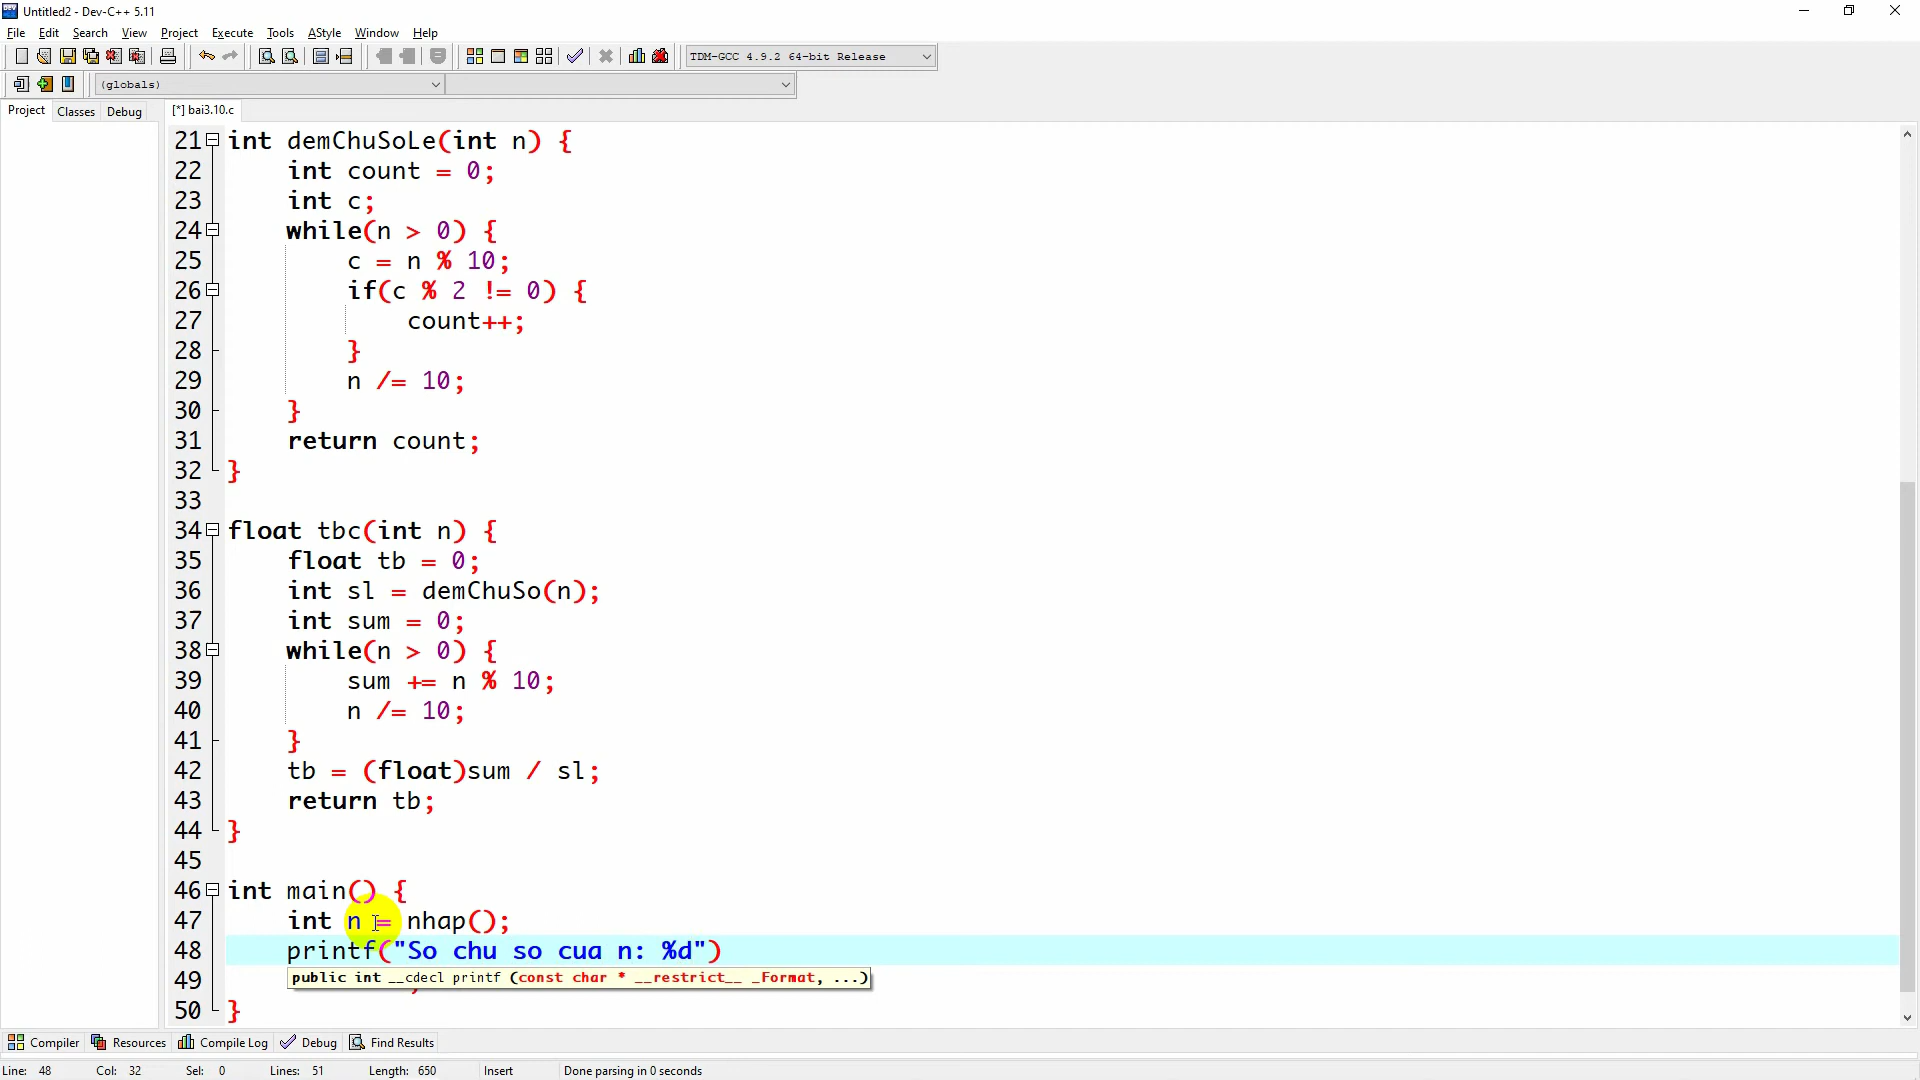 Untitled2 - Dev-C++ 5.11
File Edit Search View Project Execute Tools AStyle Window Help
TDM-GCC 4.9.2 64-bit Release
(globals)
Project Classes Debug [*] bai3.10.c
21 int demChuSoLe(int n) {
22 int count = 0;
23 int c;
24 while(n > 0) {
25 c = n % 10;
26 if(c % 2 != 0) {
27 count++;
28 }
29 n /= 10;
30 }
31 return count;
32 }
33
34 float tbc(int n) {
35 float tb = 0;
36 int sl = demChuSo(n);
37 int sum = 0;
38 while(n > 0) {
39 sum += n % 10;
40 n /= 10;
41 }
42 tb = (float)sum / sl;
43 return tb;
44 }
45
46 int main() {
47 int n = nhap();
48 printf("So chu so cua n: %d")
public int __cdecl printf (const char * __restrict__ _Format, ...)
49
50 }
Compiler Resources Compile Log Debug Find Results
Line: 48 Col: 32 Sel: 0 Lines: 51 Length: 650 Insert Done parsing in 0 seconds